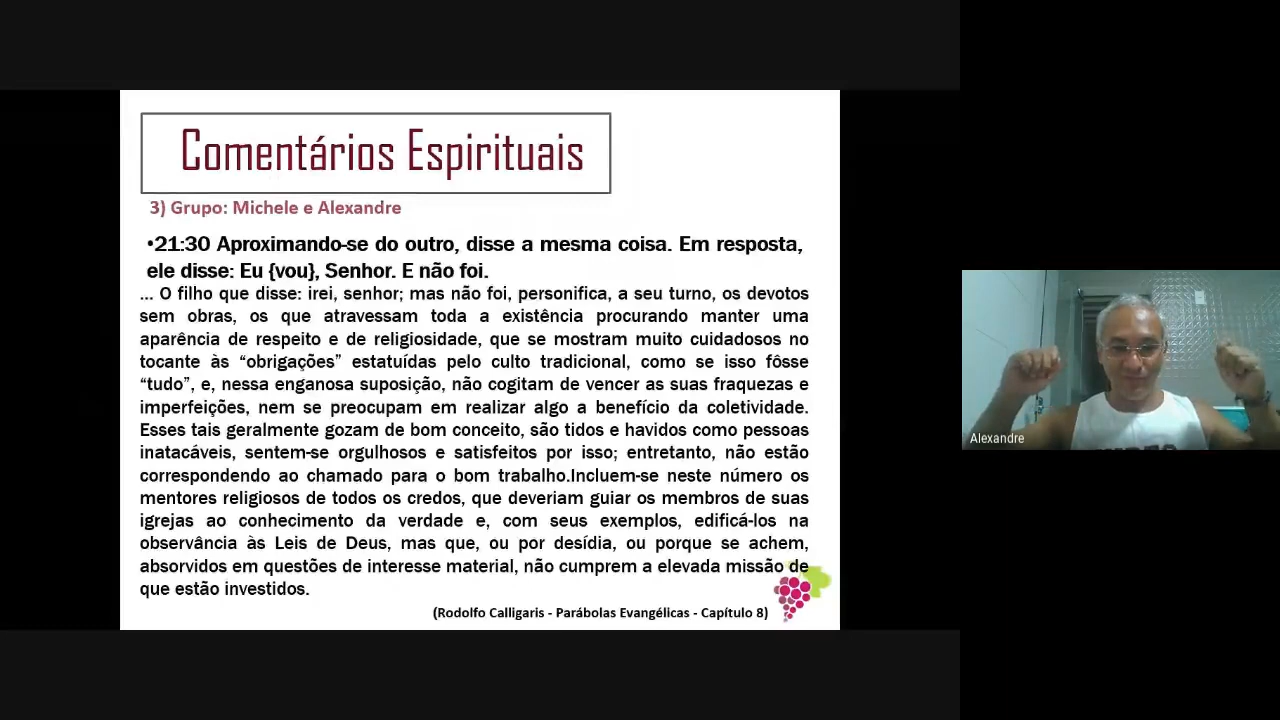 Comentários Espirituais
3) Grupo: Michele e Alexandre
•21:30 Aproximando-se do outro, disse a mesma coisa. Em resposta,
ele disse: Eu {vou}, Senhor. E não foi.
... O filho que disse: irei, senhor; mas não foi, personifica, a seu turno, os devotos
sem obras, os que atravessam toda a existência procurando manter uma
aparência de respeito e de religiosidade, que se mostram muito cuidadosos no
tocante às “obrigações” estatuídas pelo culto tradicional, como se isso fôsse
“tudo”, e, nessa enganosa suposição, não cogitam de vencer as suas fraquezas e
imperfeições, nem se preocupam em realizar algo a benefício da coletividade.
Esses tais geralmente gozam de bom conceito, são tidos e havidos como pessoas
inatacáveis, sentem-se orgulhosos e satisfeitos por isso; entretanto, não estão
correspondendo ao chamado para o bom trabalho.Incluem-se neste número os
mentores religiosos de todos os credos, que deveriam guiar os membros de suas
igrejas ao conhecimento da verdade e, com seus exemplos, edificá-los na
observância às Leis de Deus, mas que, ou por desídia, ou porque se achem,
absorvidos em questões de interesse material, não cumprem a elevada missão de
que estão investidos.
(Rodolfo Calligaris - Parábolas Evangélicas - Capítulo 8)
Alexandre